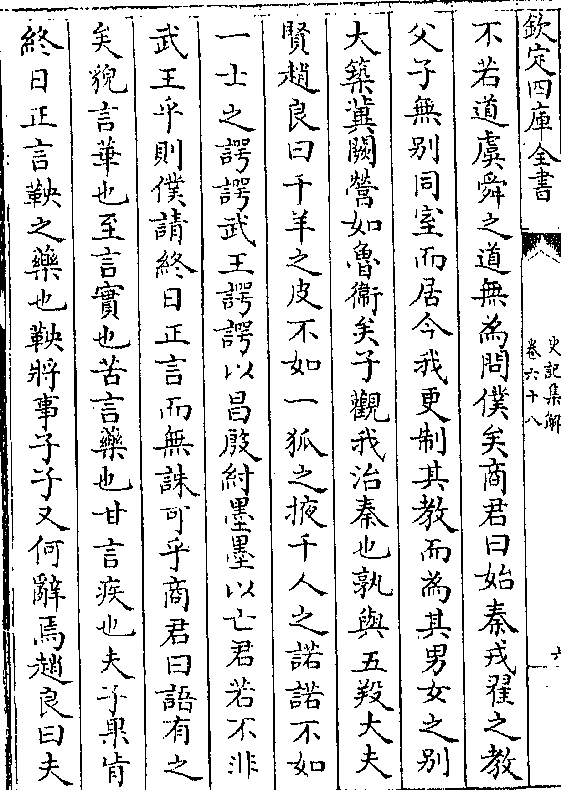 欽定四庫全書
史記集解
卷六十八
六
不若道虞舜之道無為問僕矣商君曰始秦戎翟之教
父子無别同室而居今我更制其教而為其男女之别
大築冀闕營如魯衞矣子觀我治秦也孰與五羖大夫
賢趙良曰千羊之皮不如一狐之掖千人之諾諾不如
一士之諤諤武王諤諤以昌殷紂墨墨以亡君若不非
武王乎則僕請終日正言而無誅可乎商君曰語有之
矣貌言華也至言實也苦言藥也甘言疾也夫子果肯
終日正言鞅之藥也鞅將事子子又何辭焉趙良曰夫